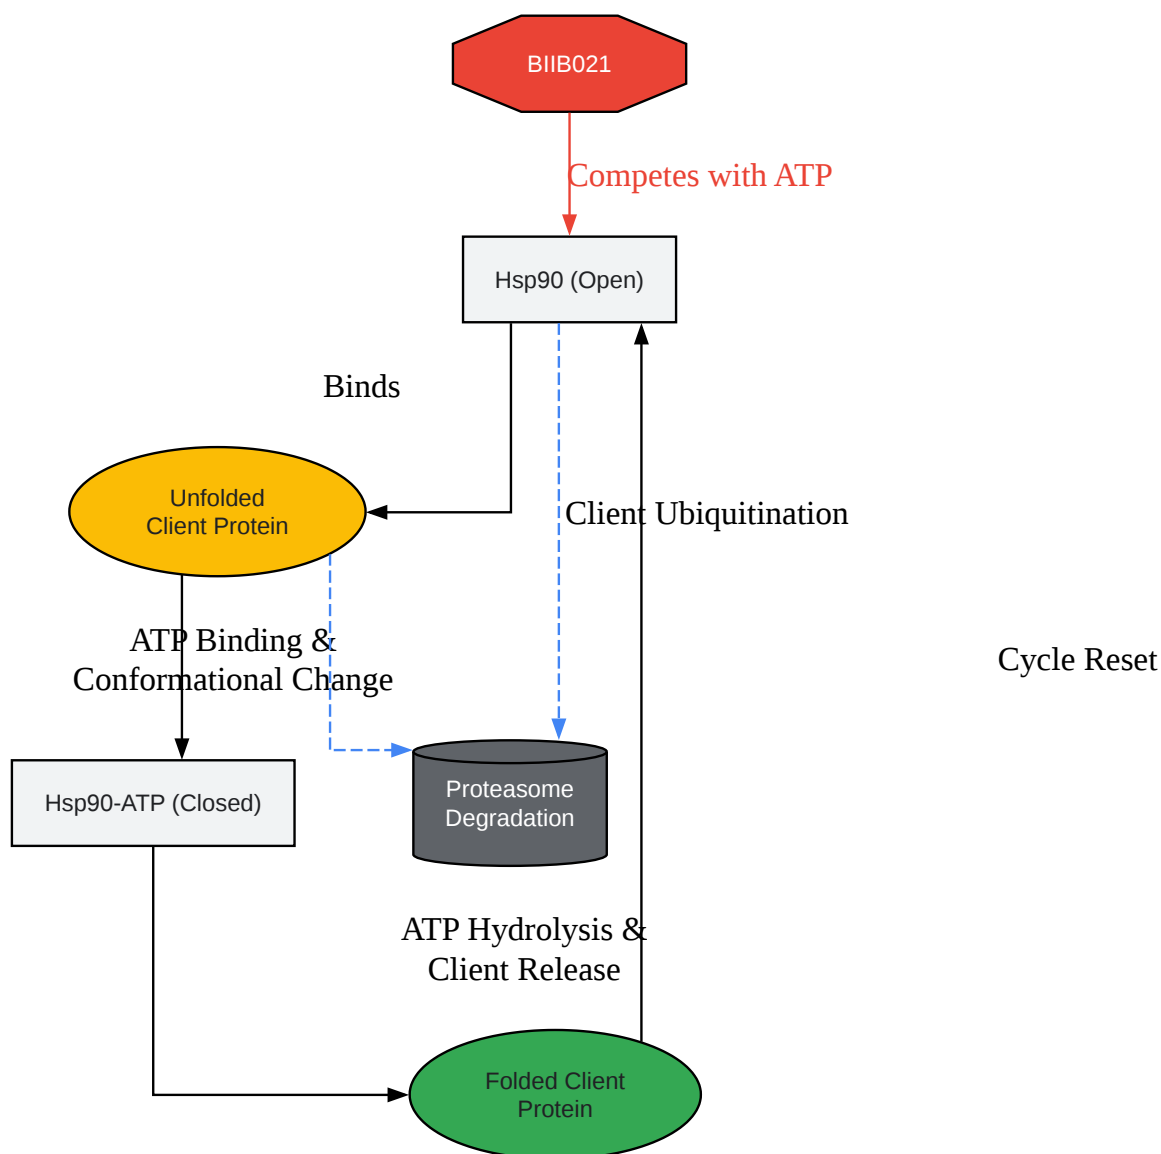 BIIB021
Competes with ATP
Hsp90 (Open)
Binds
Unfolded
Client Protein
Client Ubiquitination
ATP Binding &
Conformational Change
Cycle Reset
Proteasome
Degradation
Hsp90-ATP (Closed)
ATP Hydrolysis &
Client Release
Folded Client
Protein